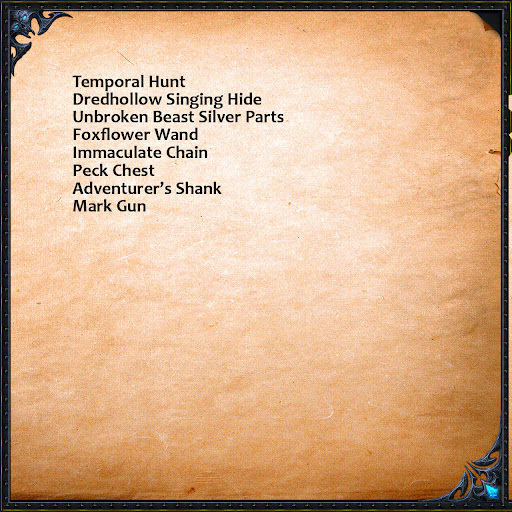 Temporal Hunt
Dredhollow Singing Hide
Unbroken Beast Silver Parts
Foxflower Wand
Immaculate Chain
Peck Chest
Adventurer's Shank
Mark Gun